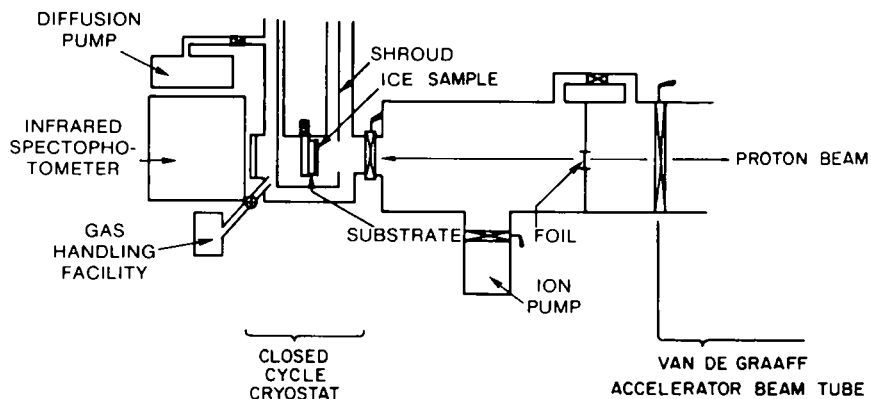 DIFFUSION
PUMP
SHROUD
ICE SAMPLE
INFRARED
SPECTOPHO-
TOMETER
PROTON BEAM
GAS
HANDLING
FACILITY
SUBSTRATE
FOIL
ION
PUMP
CLOSED
CYCLE
CRYOSTAT
VAN DE GRAAFF
ACCELERATOR BEAM TUBE